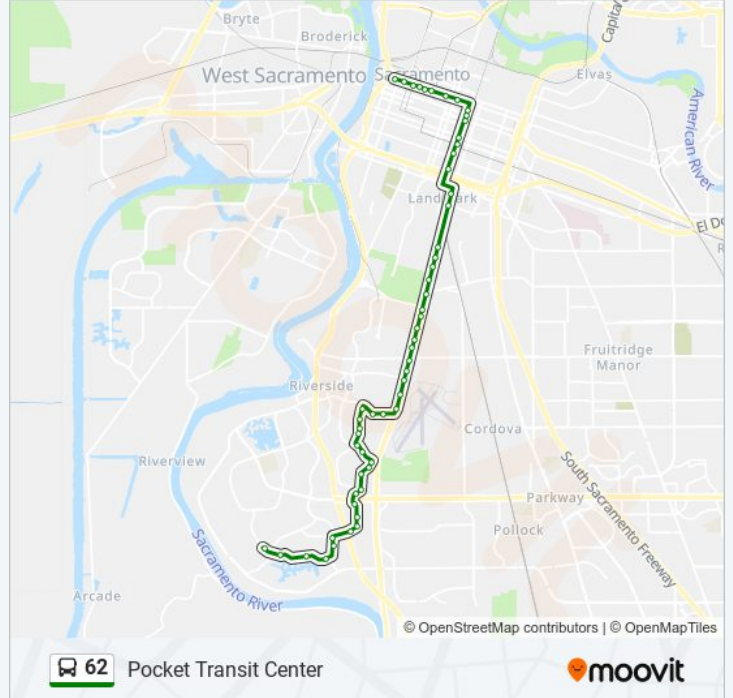 Bryte
Capital
Broderick
West Sacramento
Sacramento
Elvas
American River
Land Park
El Do
R
Fruitridge
Manor
Riverside
Cordova
Riverview
South Sacramento Freeway
Parkway
Pollock
Sacramento River
Arcade
© OpenStreetMap contributors | © OpenMapTiles
62 Pocket Transit Center
moovit